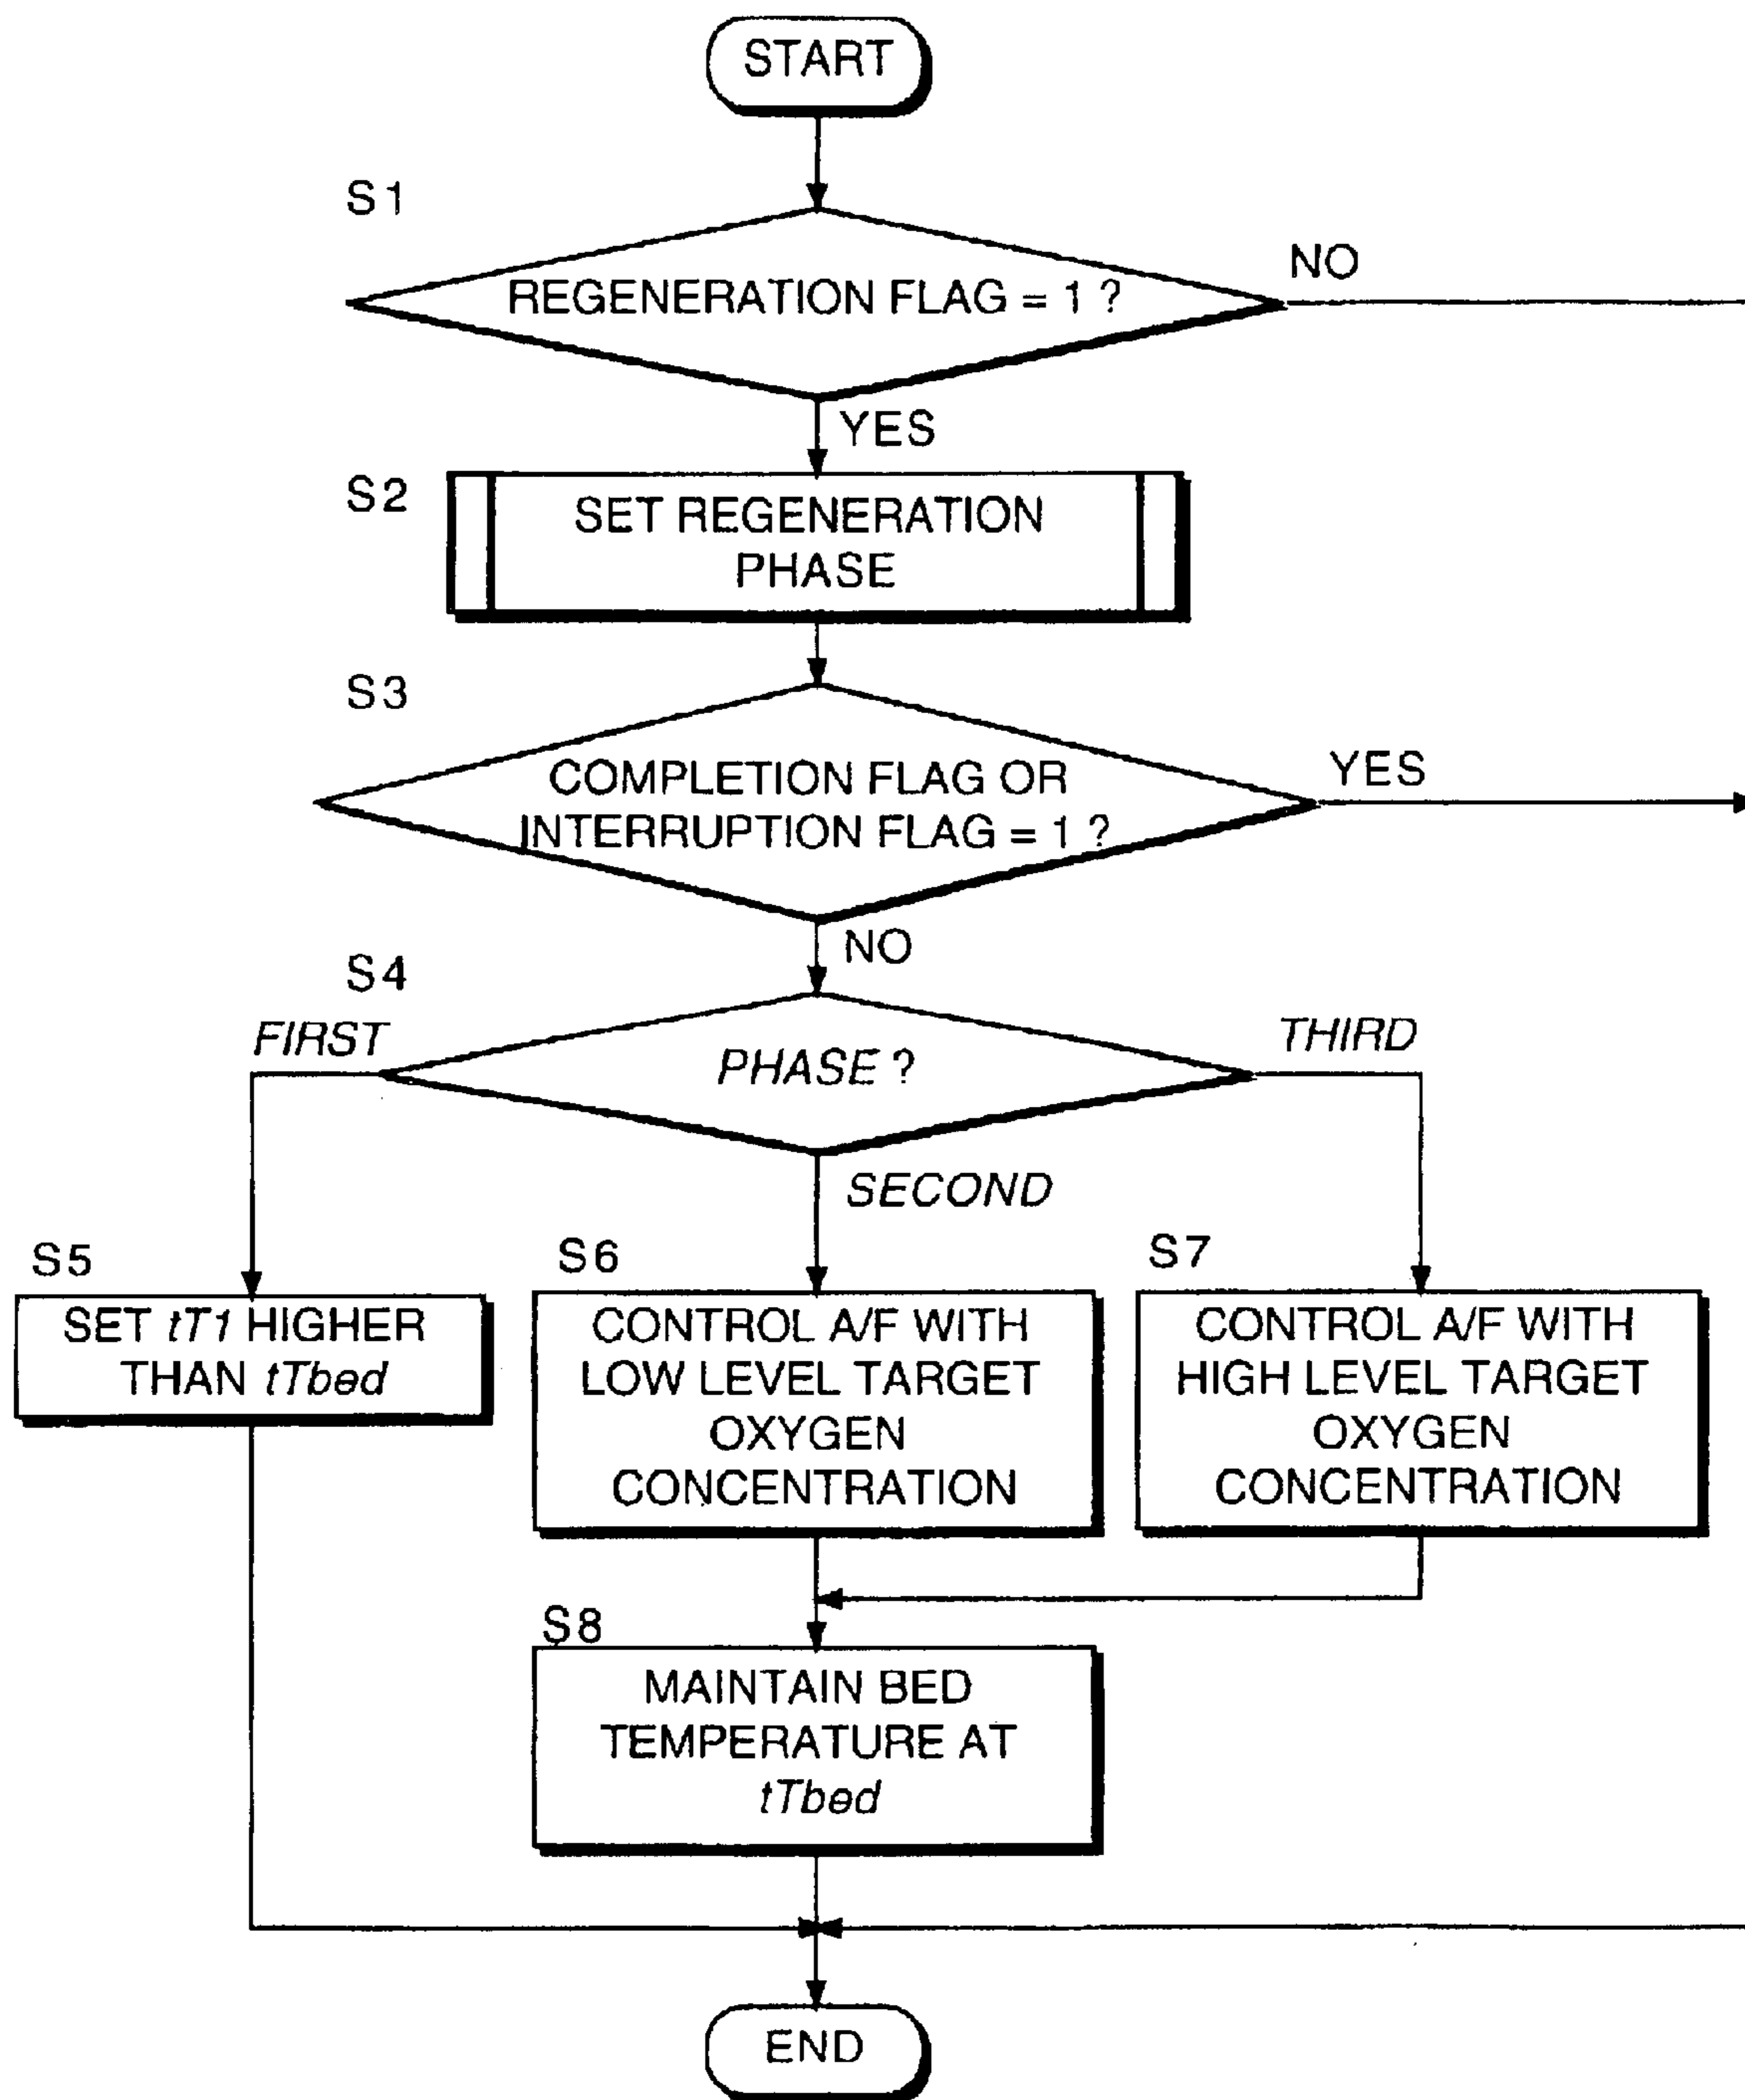 START
S1
REGENERATION FLAG = 1 ?
NO
YES
S2
SET REGENERATION
PHASE
S3
COMPLETION FLAG OR
INTERRUPTION FLAG = 1 ?
YES
NO
S4
FIRST
PHASE ?
THIRD
SECOND
S5
SET tT1 HIGHER
THAN tTbed
S6
CONTROL A/F WITH
LOW LEVEL TARGET
OXYGEN
CONCENTRATION
S7
CONTROL A/F WITH
HIGH LEVEL TARGET
OXYGEN
CONCENTRATION
S8
MAINTAIN BED
TEMPERATURE AT
tTbed
END